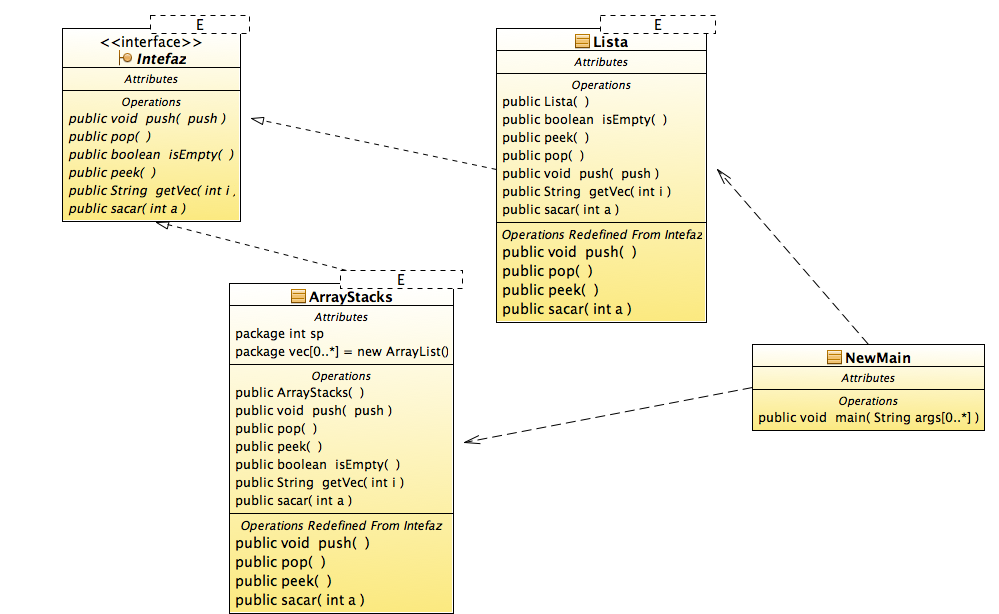 E
<<interface>>
Intefaz
Attributes
Operations
public void push( push )
public pop( )
public boolean isEmpty( )
public peek( )
public String getVec( int i ,
public sacar( int a )
E
Lista
Attributes
Operations
public Lista( )
public boolean isEmpty( )
public peek( )
public pop( )
public void push( push )
public String getVec( int i )
public sacar( int a )
Operations Redefined From Intefaz
public void push( )
public pop( )
public peek( )
public sacar( int a )
E
ArrayStacks
Attributes
package int sp
package vec[0..*] = new ArrayList()
Operations
public ArrayStacks( )
public void push( push )
public pop( )
public peek( )
public boolean isEmpty( )
public String getVec( int i )
public sacar( int a )
Operations Redefined From Intefaz
public void push( )
public pop( )
public peek( )
public sacar( int a )
NewMain
Attributes
Operations
public void main( String args[0..*] )